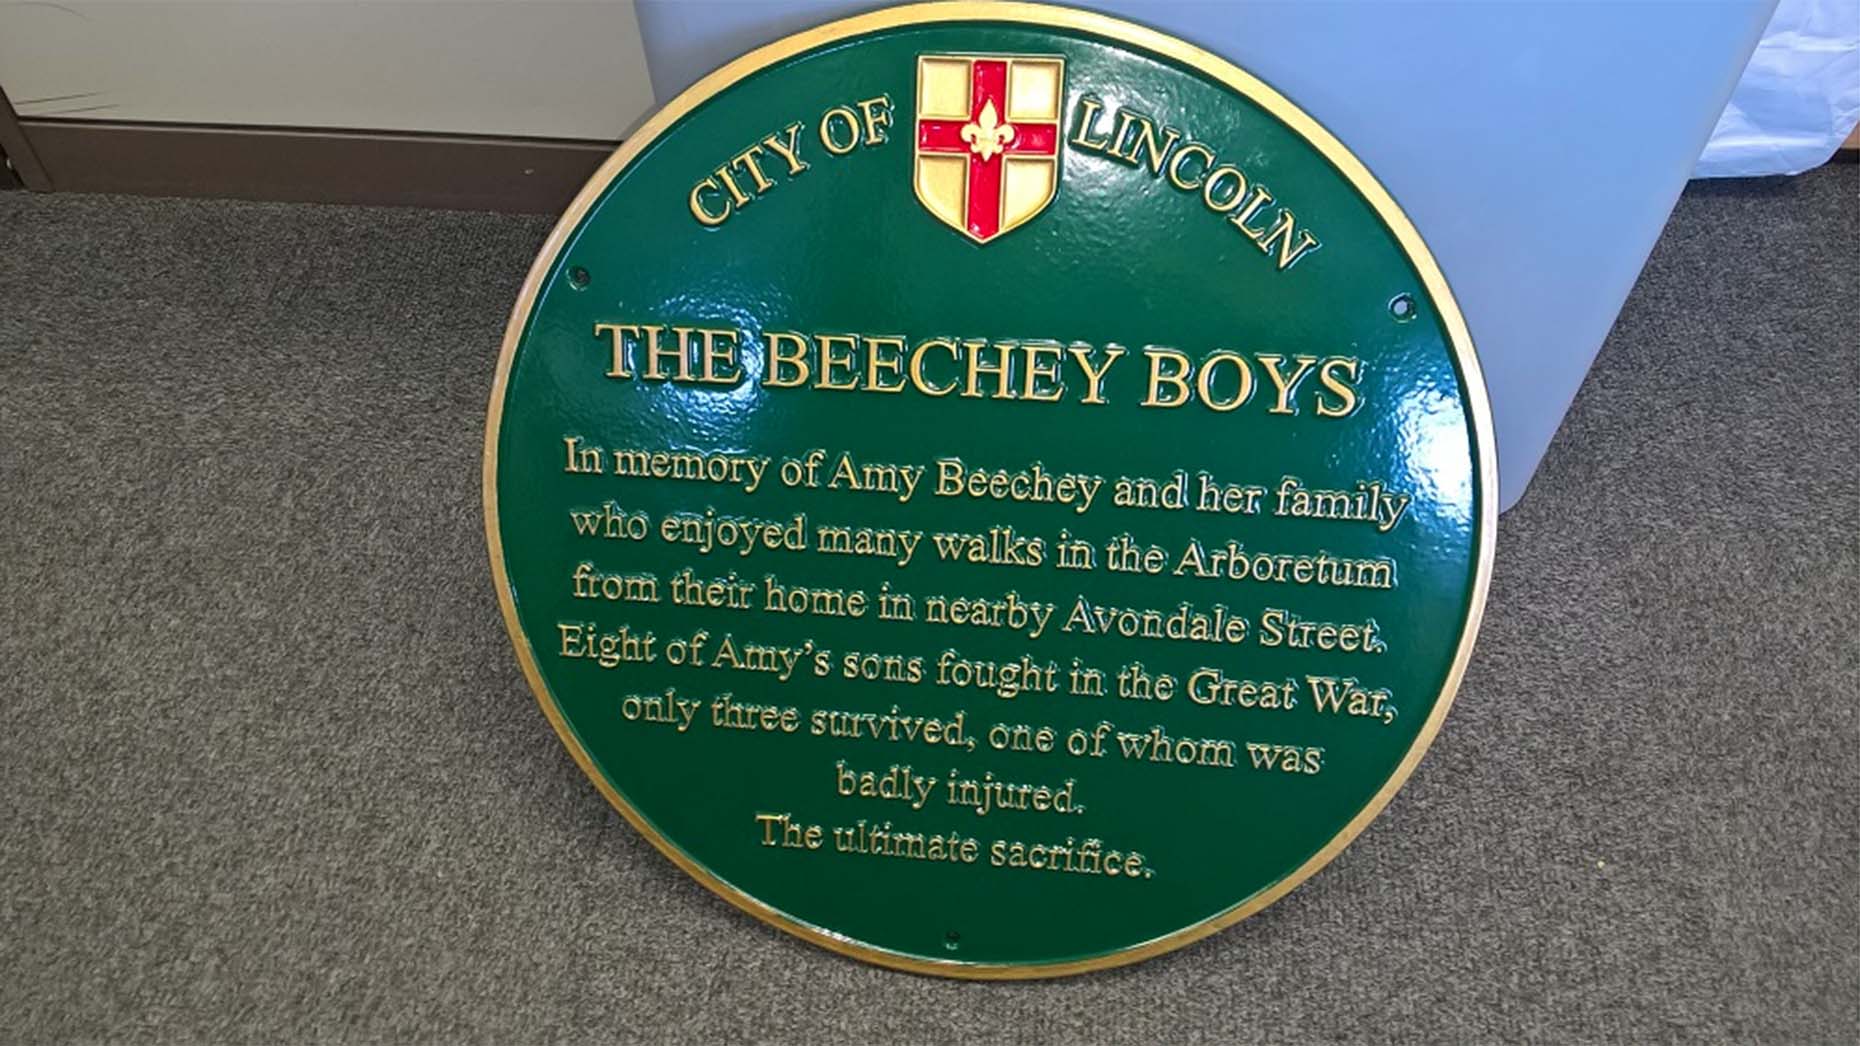 CITY OF LINCOLN
THE BEECHEY BOYS
In memory of Amy Beechey and her family
who enjoyed many walks in the Arboretum
from their home in nearby Avondale Street.
Eight of Amy's sons fought in the Great War,
only three survived, one of whom was
badly injured.
The ultimate sacrifice.